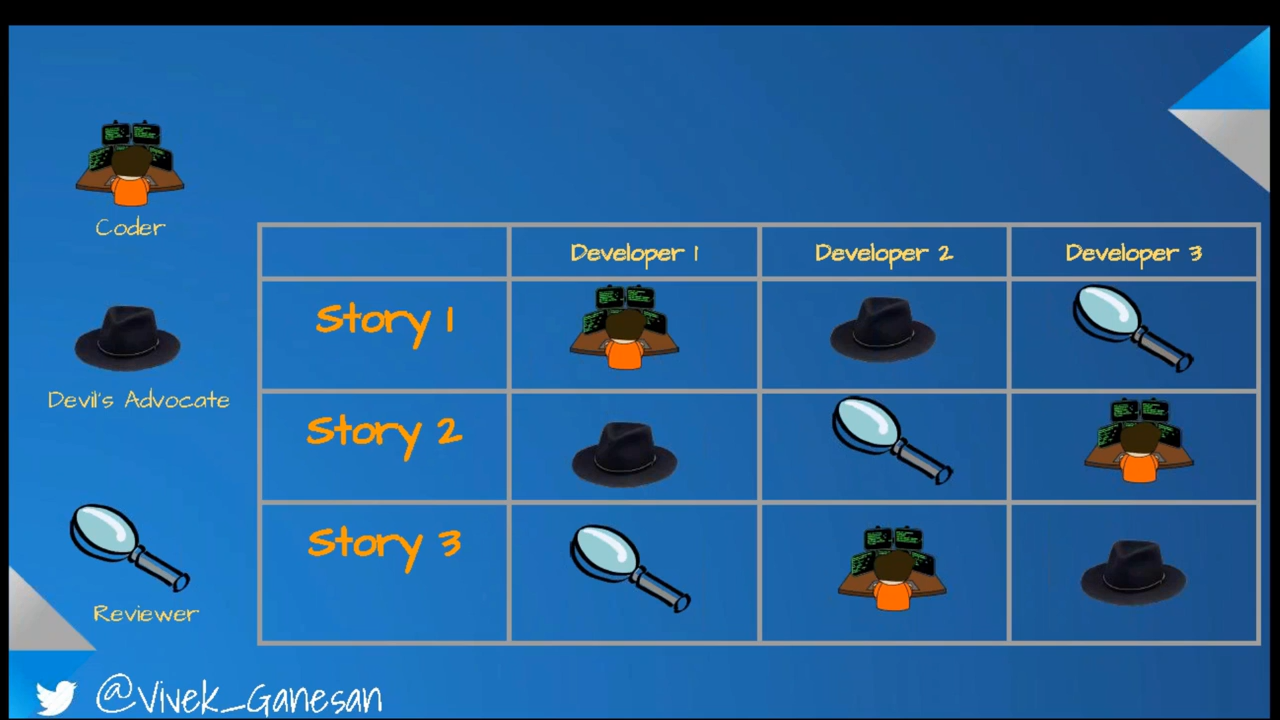 Coder
Devil's Advocate
Reviewer
Developer 1
Developer 2
Developer 3
Story 1
Story 2
Story 3
@Vivek_Ganesan